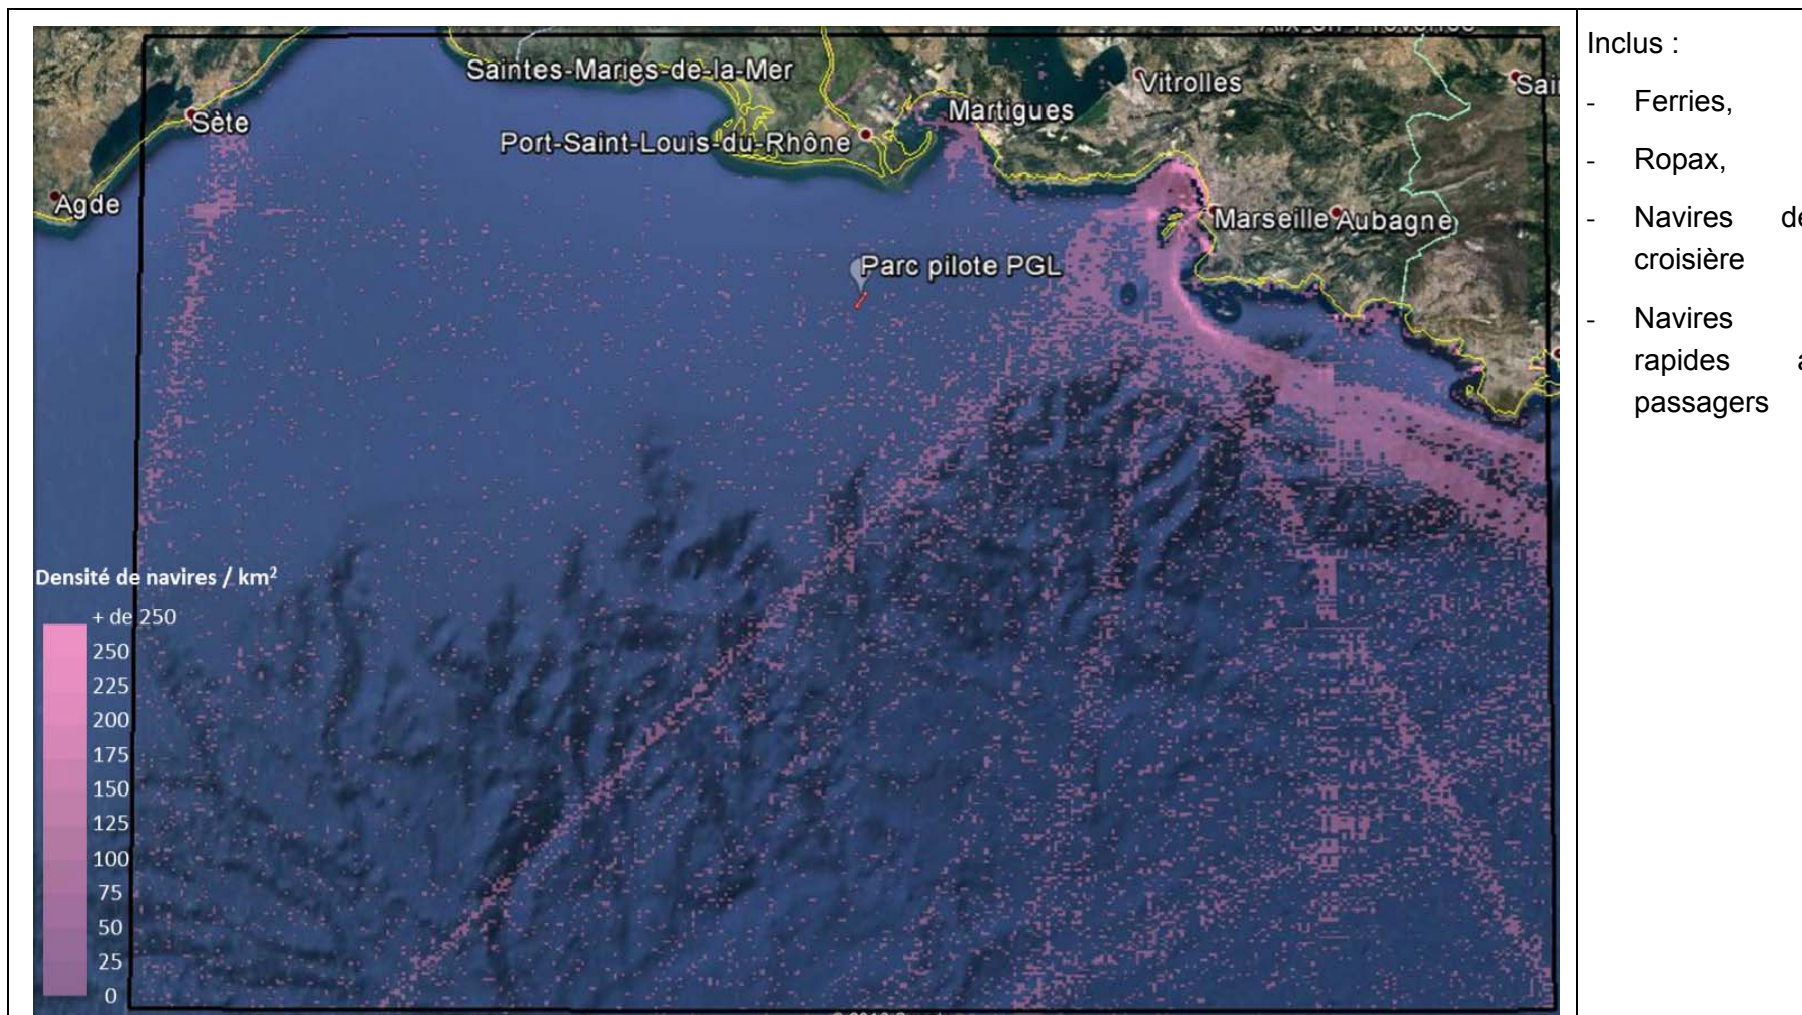 Saintes-Maries-de-la-Mer
Vitrolles
Sète
Martigues
Port-Saint-Louis-du-Rhône
Agde
Marseille
Aubagne
Parc pilote PGL
Densité de navires / km²
+ de 250
250
225
200
175
150
125
100
75
50
25
0
Inclus :
- Ferries,
- Ropax,
- Navires de
croisière
- Navires
rapides
passagers